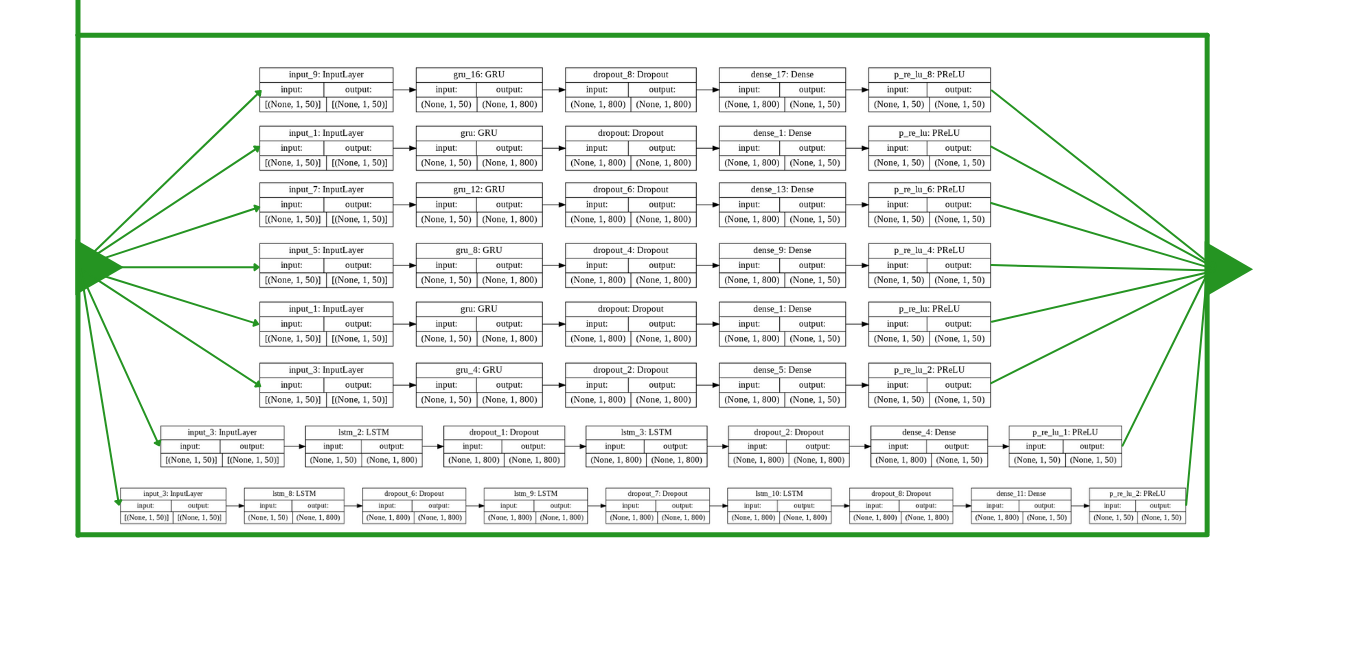 input_9: InputLayer gru_16: GRU dropout_8: Dropout dense_17: Dense p_re_lu_8: PReLU
input: output: input: output: input: output: input: output: input: output:
[(None, 1, 50)] [(None, 1, 50)] (None, 1, 50) (None, 1, 800) (None, 1, 800) (None, 1, 800) (None, 1, 800) (None, 1, 50) (None, 1, 50) (None, 1, 50)
input_1: InputLayer gru: GRU dropout: Dropout dense_1: Dense p_re_lu: PReLU
input: output: input: output: input: output: input: output: input: output:
[(None, 1, 50)] [(None, 1, 50)] (None, 1, 50) (None, 1, 800) (None, 1, 800) (None, 1, 800) (None, 1, 800) (None, 1, 50) (None, 1, 50) (None, 1, 50)
input_7: InputLayer gru_12: GRU dropout_6: Dropout dense_13: Dense p_re_lu_6: PReLU
input: output: input: output: input: output: input: output: input: output:
[(None, 1, 50)] [(None, 1, 50)] (None, 1, 50) (None, 1, 800) (None, 1, 800) (None, 1, 800) (None, 1, 800) (None, 1, 50) (None, 1, 50) (None, 1, 50)
input_5: InputLayer gru_8: GRU dropout_4: Dropout dense_9: Dense p_re_lu_4: PReLU
input: output: input: output: input: output: input: output: input: output:
[(None, 1, 50)] [(None, 1, 50)] (None, 1, 50) (None, 1, 800) (None, 1, 800) (None, 1, 800) (None, 1, 800) (None, 1, 50) (None, 1, 50) (None, 1, 50)
input_1: InputLayer gru: GRU dropout: Dropout dense_1: Dense p_re_lu: PReLU
input: output: input: output: input: output: input: output: input: output:
[(None, 1, 50)] [(None, 1, 50)] (None, 1, 50) (None, 1, 800) (None, 1, 800) (None, 1, 800) (None, 1, 800) (None, 1, 50) (None, 1, 50) (None, 1, 50)
input_3: InputLayer gru_4: GRU dropout_2: Dropout dense_5: Dense p_re_lu_2: PReLU
input: output: input: output: input: output: input: output: input: output:
[(None, 1, 50)] [(None, 1, 50)] (None, 1, 50) (None, 1, 800) (None, 1, 800) (None, 1, 800) (None, 1, 800) (None, 1, 50) (None, 1, 50) (None, 1, 50)
input_3: InputLayer lstm_2: LSTM dropout_1: Dropout lstm_3: LSTM dropout_2: Dropout dense_4: Dense p_re_lu_1: PReLU
input: output: input: output: input: output: input: output: input: output: input: output: input: output:
[(None, 1, 50)] [(None, 1, 50)] (None, 1, 50) (None, 1, 800) (None, 1, 800) (None, 1, 800) (None, 1, 800) (None, 1, 800) (None, 1, 800) (None, 1, 800) (None, 1, 800) (None, 1, 50) (None, 1, 50) (None, 1, 50)
input_3: InputLayer lstm_8: LSTM dropout_6: Dropout lstm_9: LSTM dropout_7: Dropout lstm_10: LSTM dropout_8: Dropout dense_11: Dense p_re_lu_2: PReLU
input: output: input: output: input: output: input: output: input: output: input: output: input: output: input: output: input: output:
[(None, 1, 50)] [(None, 1, 50)] (None, 1, 50) (None, 1, 800) (None, 1, 800) (None, 1, 800) (None, 1, 800) (None, 1, 800) (None, 1, 800) (None, 1, 800) (None, 1, 800) (None, 1, 800) (None, 1, 800) (None, 1, 800) (None, 1, 800) (None, 1, 50) (None, 1, 50) (None, 1, 50)